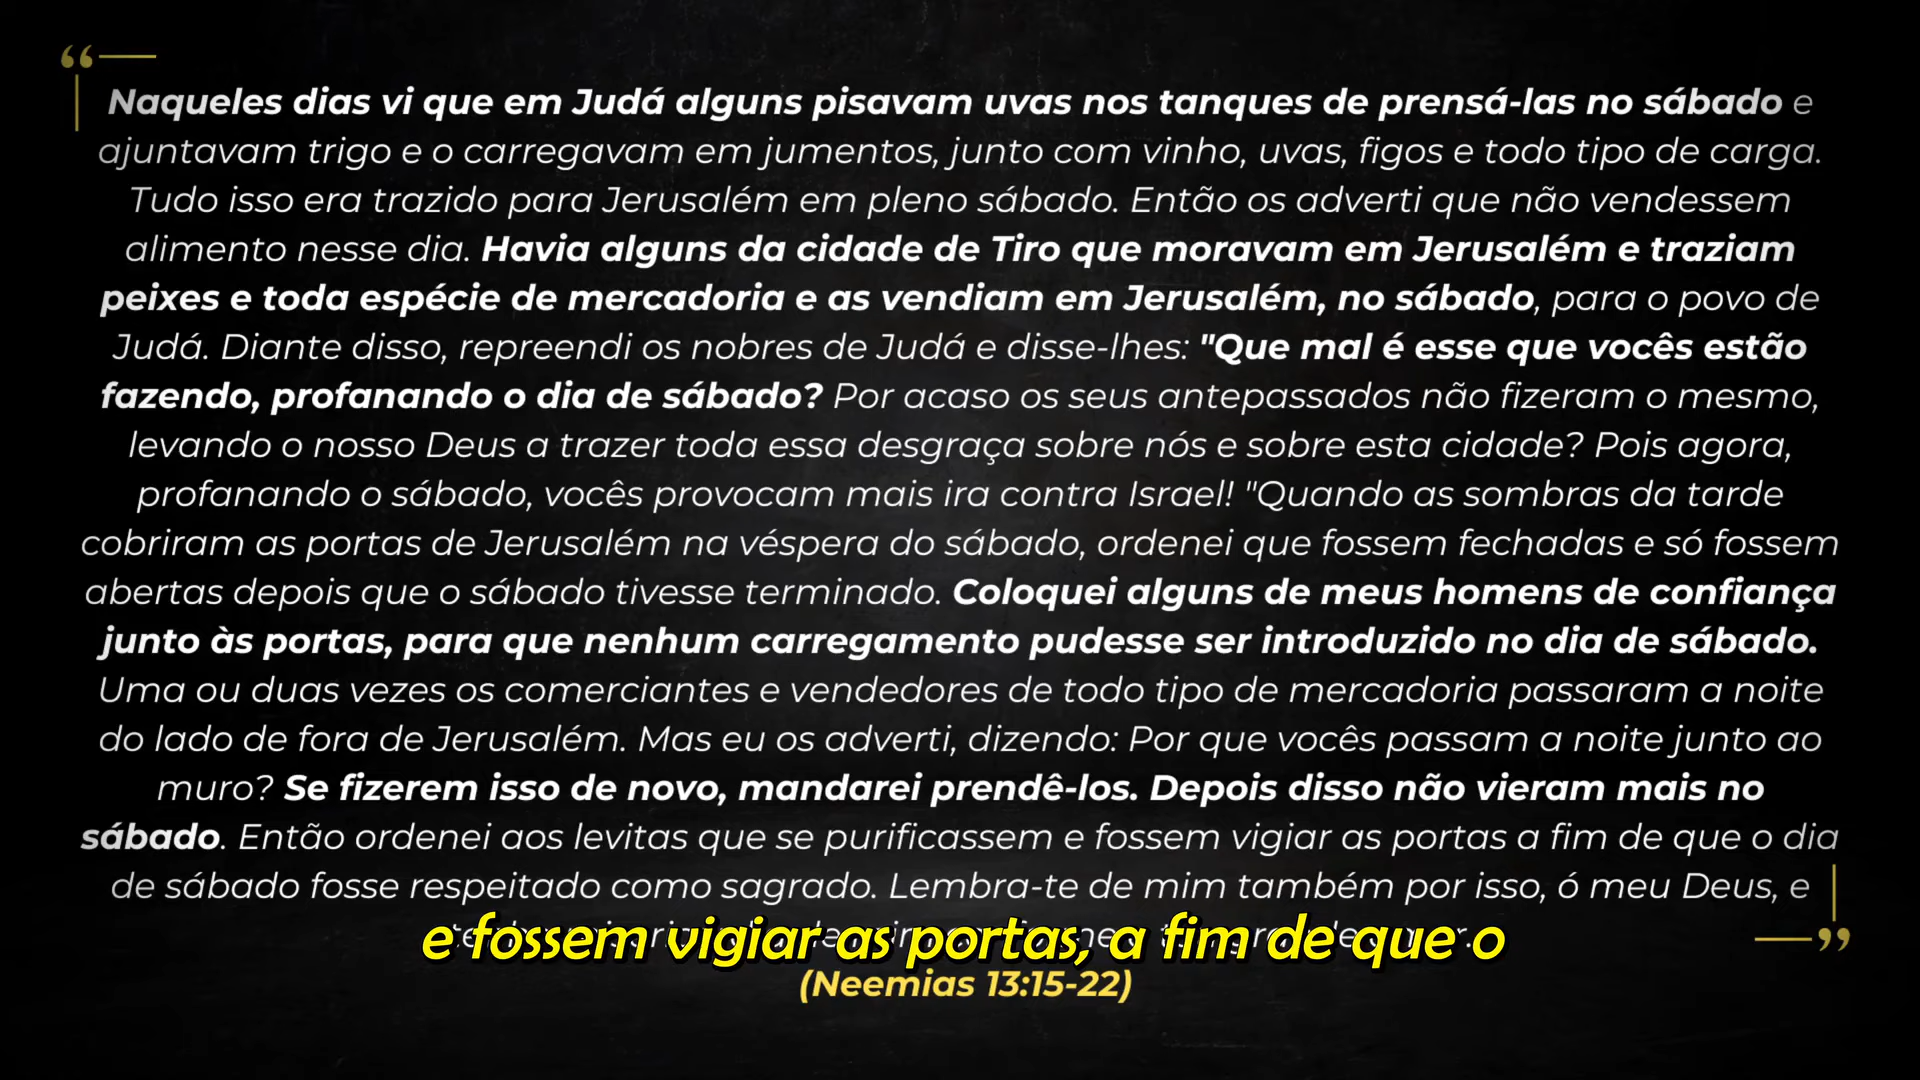 Naqueles dias vi que em Judá alguns pisavam uvas nos tanques de prensá-las no sábado e
ajuntavam trigo e o carregavam em jumentos, junto com vinho, uvas, figos e todo tipo de carga.
Tudo isso era trazido para Jerusalém em pleno sábado. Então os adverti que não vendessem
alimento nesse dia. Havia alguns da cidade de Tiro que moravam em Jerusalém e traziam
peixes e toda espécie de mercadoria e as vendiam em Jerusalém, no sábado, para o povo de
Judá. Diante disso, repreendi os nobres de Judá e disse-lhes: "Que mal é esse que vocês estão
fazendo, profanando o dia de sábado? Por acaso os seus antepassados não fizeram o mesmo,
levando o nosso Deus a trazer toda essa desgraça sobre nós e sobre esta cidade? Pois agora,
profanando o sábado, vocês provocam mais ira contra Israel! "Quando as sombras da tarde
cobriram as portas de Jerusalém na véspera do sábado, ordenei que fossem fechadas e só fossem
abertas depois que o sábado tivesse terminado. Coloquei alguns de meus homens de confiança
junto às portas, para que nenhum carregamento pudesse ser introduzido no dia de sábado.
Uma ou duas vezes os comerciantes e vendedores de todo tipo de mercadoria passaram a noite
do lado de fora de Jerusalém. Mas eu os adverti, dizendo: Por que vocês passam a noite junto ao
muro? Se fizerem isso de novo, mandarei prendê-los. Depois disso não vieram mais no
sábado. Então ordenei aos levitas que se purificassem e fossem vigiar as portas a fim de que o dia
de sábado fosse respeitado como sagrado. Lembra-te de mim também por isso, ó meu Deus, e
e fossem vigiar as portas, a fim de que o
(Neemias 13:15-22)